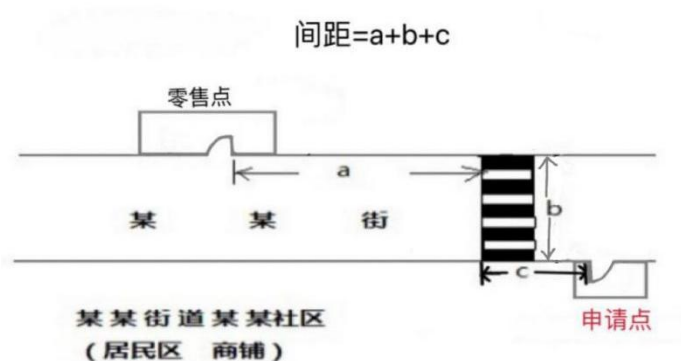 间距=a+b+c
零售点
a
b
某 某 街
c
申请点
某某街道某某社区
(居民区 商铺)